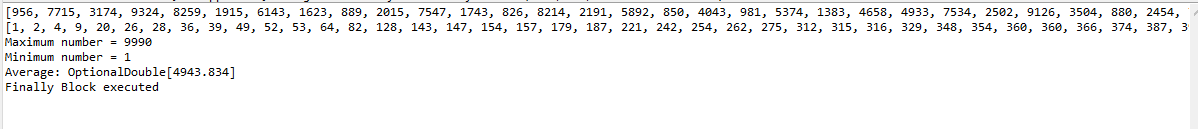 [956, 7715, 3174, 9324, 8259, 1915, 6143, 1623, 889, 2015, 7547, 1743, 826, 8214, 2191, 5892, 850, 4043, 981, 5374, 1383, 4658, 4933, 7534, 2502, 9126, 3504, 880, 2454,
[1, 2, 4, 9, 20, 26, 28, 36, 39, 49, 52, 53, 64, 82, 128, 143, 147, 154, 157, 179, 187, 221, 242, 254, 262, 275, 312, 315, 316, 329, 348, 354, 360, 360, 366, 374, 387,
Maximum number = 9990
Minimum number = 1
Average: OptionalDouble[4943.834]
Finally Block executed